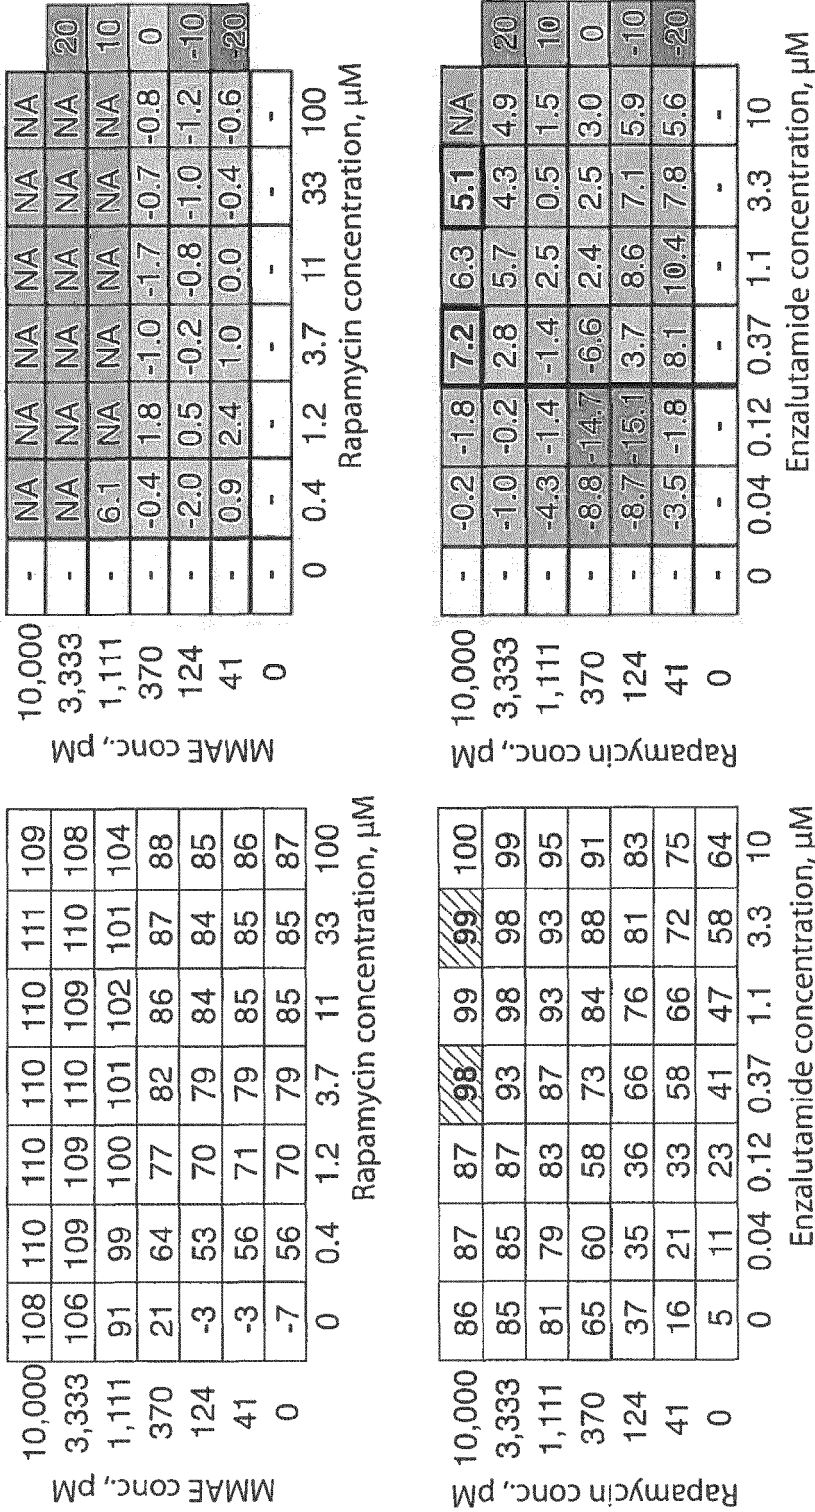 MMAE conc., pM
10,000 108 110 110 110 110 111 109
3,333 106 109 109 110 109 110 108
1,111 91 99 100 101 102 101 104
370 21 64 77 82 86 87 88
124 -3 53 70 79 84 84 85
41 -3 56 71 79 85 85 86
0 -7 56 70 79 85 85 87
0 0.4 1.2 3.7 11 33 100
Rapamycin concentration, µM
MMAE conc., pM
10,000 - NA NA NA NA NA NA
3,333 - NA NA NA NA NA NA 20
1,111 - 6.1 NA NA NA NA NA 10
370 - -0.4 1.8 -1.0 -1.7 -0.7 -0.8 0
124 - -2.0 0.5 -0.2 -0.8 -1.0 -1.2 -10
41 - 0.9 2.4 1.0 0.0 -0.4 -0.6 -20
0 - - - - - - -
0 0.4 1.2 3.7 11 33 100
Rapamycin concentration, µM
Rapamycin conc., pM
10,000 86 87 87 98 99 99 100
3,333 85 85 87 93 98 98 99
1,111 81 79 83 87 93 93 95
370 65 60 58 73 84 88 91
124 37 35 36 66 76 81 83
41 16 21 33 58 66 72 75
0 5 11 23 41 47 58 64
0 0.04 0.12 0.37 1.1 3.3 10
Enzalutamide concentration, µM
Rapamycin conc., pM
10,000 - -0.2 -1.8 7.2 6.3 5.1 NA
3,333 - -1.0 -0.2 2.8 5.7 4.3 4.9 20
1,111 - -4.3 -1.4 -1.4 2.5 0.5 1.5 10
370 - -8.8 -14.7 -6.6 2.4 2.5 3.0 0
124 - -8.7 -15.1 3.7 8.6 7.1 5.9 -10
41 - -3.5 -1.8 8.1 10.4 7.8 5.6 -20
0 - - - - - - -
0 0.04 0.12 0.37 1.1 3.3 10
Enzalutamide concentration, µM